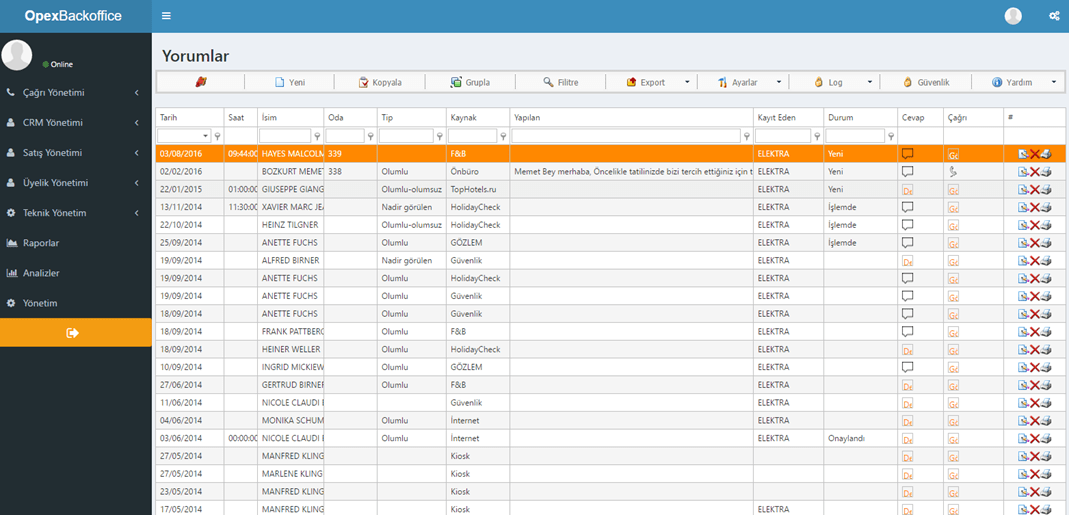 OpexBackoffice
Online
Çağrı Yönetimi
CRM Yönetimi
Satış Yönetimi
Üyelik Yönetimi
Teknik Yönetim
Raporlar
Analizler
Yönetim
Yorumlar
Yeni Kopyala Grupla Filitre Export Ayarlar Log Güvenlik Yardım
Tarih Saat İsim Oda Tip Kaynak Yapılan Kayıt Eden Durum Cevap Çağrı #
03/08/2016 09:44:00 HAYES MALCOLM 339 F&B ELEKTRA Yeni Gö
02/02/2016 BOZKURT MEMET 338 Olumlu Önbüro Memet Bey merhaba, Öncelikle tatilinizde bizi tercih ettiğiniz için t ELEKTRA Yeni
22/01/2015 01:00:00 GIUSEPPE GIANG Olumlu-olumsuz TopHotels.ru ELEKTRA Yeni
13/11/2014 11:30:00 XAVIER MARC JEA Nadir görülen HolidayCheck ELEKTRA İşlemde
22/10/2014 HEINZ TILGNER Olumlu-olumsuz HolidayCheck ELEKTRA İşlemde
25/09/2014 ANETTE FUCHS Olumlu GÖZLEM ELEKTRA İşlemde
19/09/2014 ALFRED BIRNER Nadir görülen Güvenlik ELEKTRA
19/09/2014 ANETTE FUCHS Olumlu HolidayCheck ELEKTRA
19/09/2014 ANETTE FUCHS Olumlu Güvenlik ELEKTRA
18/09/2014 ANETTE FUCHS Olumlu Güvenlik ELEKTRA
18/09/2014 FRANK PATTBERG Olumlu F&B ELEKTRA
18/09/2014 HEINER WELLER Olumlu HolidayCheck ELEKTRA
10/09/2014 INGRID MICKIEW Olumlu GÖZLEM ELEKTRA
27/06/2014 GERTRUD BIRNER Olumlu F&B ELEKTRA
11/06/2014 NICOLE CLAUDI Güvenlik ELEKTRA
04/06/2014 MONIKA SCHUM Olumlu İnternet ELEKTRA
03/06/2014 00:00:00 NICOLE CLAUDI Olumlu İnternet ELEKTRA Onaylandı
27/05/2014 MANFRED KLING Kiosk
27/05/2014 MARLENE KLING Kiosk
23/05/2014 MANFRED KLING Kiosk
17/05/2014 MANFRED KLING Kiosk ELEKTRA